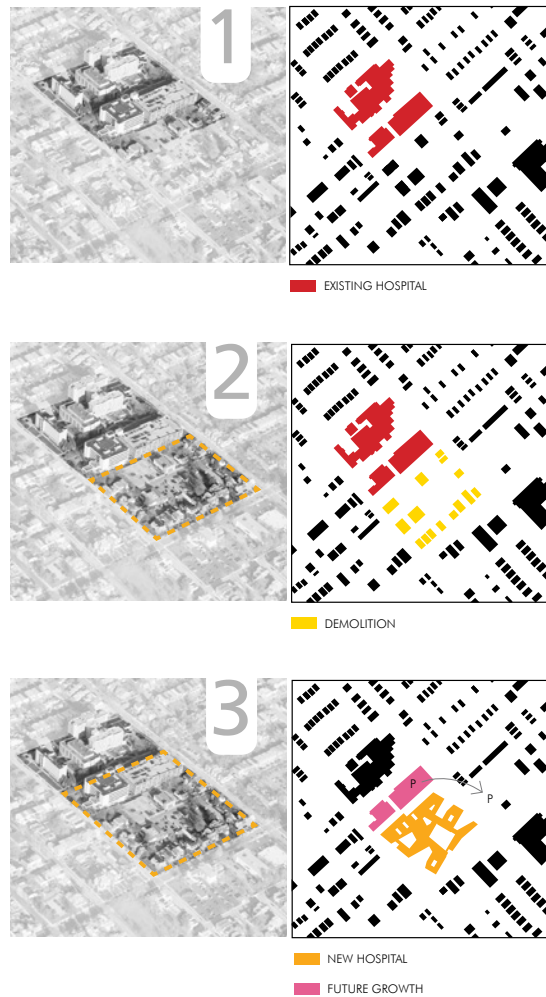 1
EXISTING HOSPITAL
2
DEMOLITION
3
P
P
NEW HOSPITAL
FUTURE GROWTH